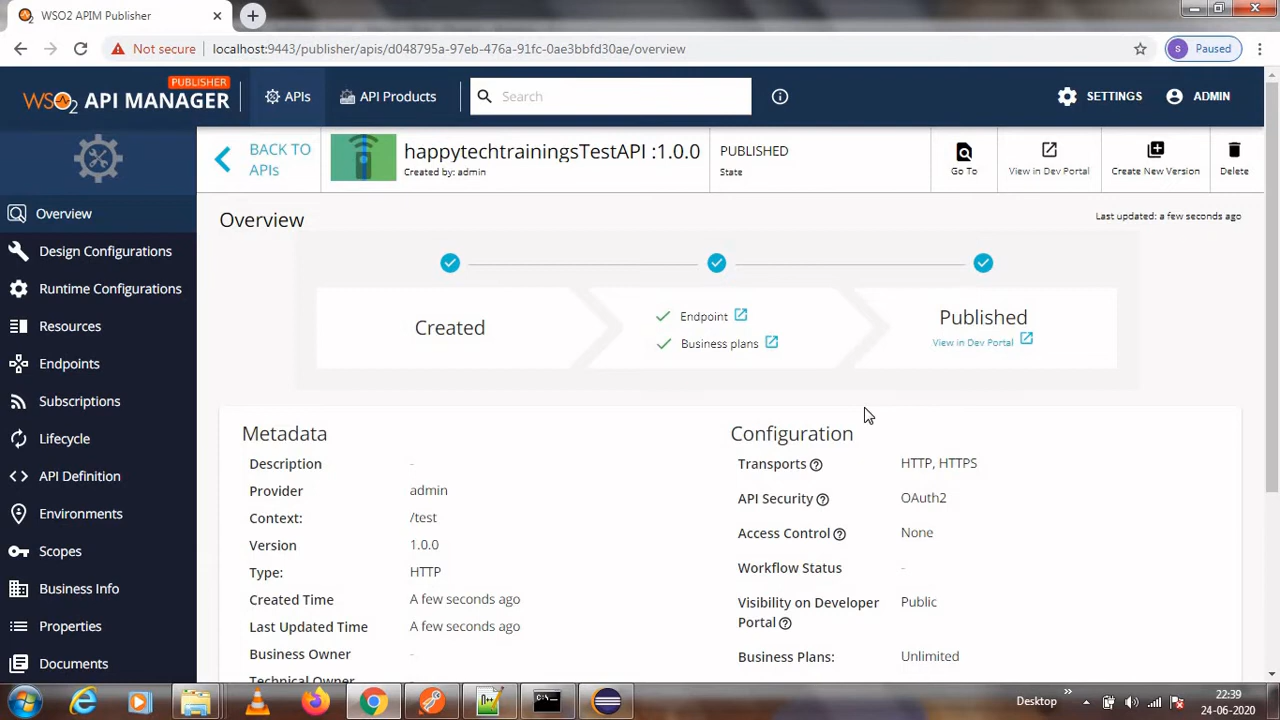 WSO2 APIM Publisher
Not secure
localhost:9443/publisher/apis/d048795a-97eb-476a-91fc-0ae3bbfd30ae/overview
S
Paused
WSO2 API MANAGER
PUBLISHER
APIs
API Products
Search
SETTINGS
ADMIN
BACK TO
APIs
happytechtrainingsTestAPI :1.0.0
Created by: admin
PUBLISHED
State
Go To
View in Dev Portal
Create New Version
Delete
Overview
Design Configurations
Runtime Configurations
Resources
Endpoints
Subscriptions
Lifecycle
API Definition
Environments
Scopes
Business Info
Properties
Documents
Overview
Last updated: a few seconds ago
Created
Endpoint
Business plans
Published
View in Dev Portal
Metadata
Description -
Provider admin
Context: /test
Version 1.0.0
Type: HTTP
Created Time A few seconds ago
Last Updated Time A few seconds ago
Business Owner -
Technical Owner
Configuration
Transports HTTP, HTTPS
API Security OAuth2
Access Control None
Workflow Status -
Visibility on Developer
Portal Public
Business Plans: Unlimited
Desktop
22:39
24-06-2020